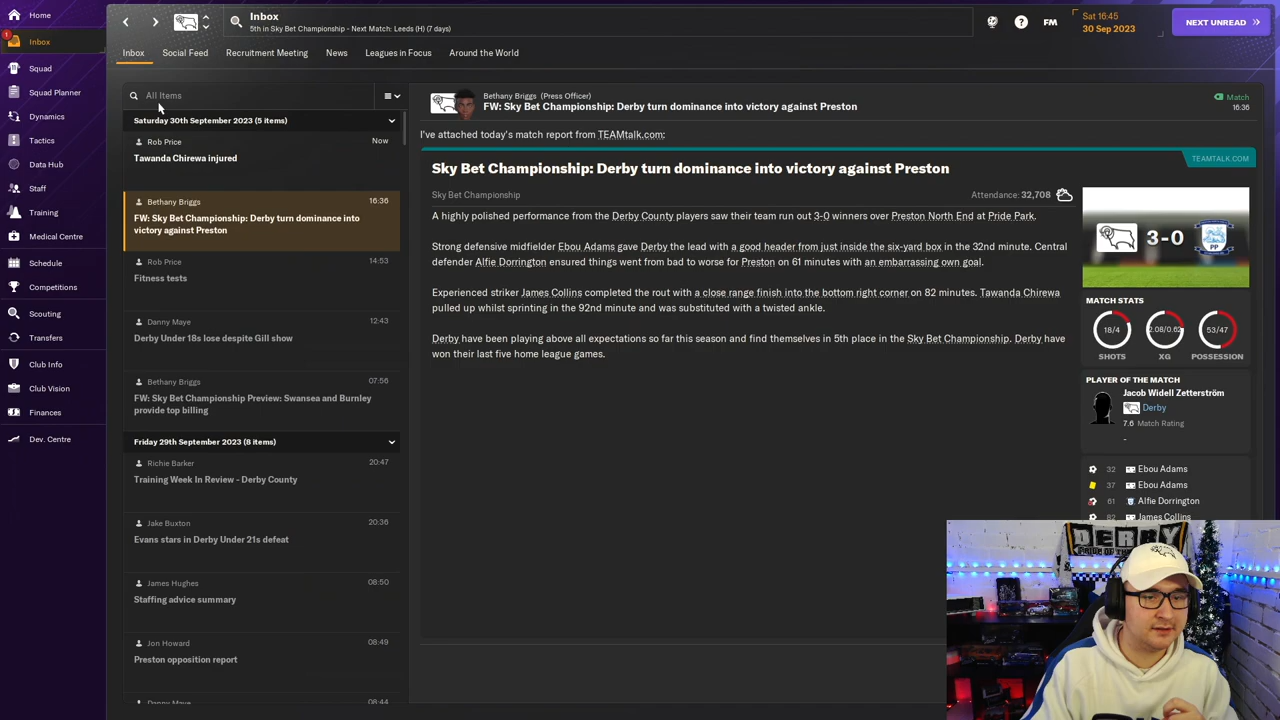 Home
1
Inbox
Squad
Squad Planner
Dynamics
Tactics
Data Hub
Staff
Training
Medical Centre
Schedule
Competitions
Scouting
Transfers
Club Info
Club Vision
Finances
Dev. Centre
Inbox
5th in Sky Bet Championship - Next Match: Leeds (H) (7 days)
FM
Sat 16:45
30 Sep 2023
NEXT UNREAD
Inbox
Social Feed
Recruitment Meeting
News
Leagues in Focus
Around the World
All Items
Saturday 30th September 2023 (5 items)
Rob Price
Now
Tawanda Chirewa injured
Bethany Briggs
16:36
FW: Sky Bet Championship: Derby turn dominance into
victory against Preston
Rob Price
14:53
Fitness tests
Danny Maye
12:43
Derby Under 18s lose despite Gill show
Bethany Briggs
07:56
FW: Sky Bet Championship Preview: Swansea and Burnley
provide top billing
Friday 29th September 2023 (8 items)
Richie Barker
20:47
Training Week In Review - Derby County
Jake Buxton
20:36
Evans stars in Derby Under 21s defeat
James Hughes
08:50
Staffing advice summary
Jon Howard
08:49
Preston opposition report
Danny Maye
08:44
Bethany Briggs (Press Officer)
FW: Sky Bet Championship: Derby turn dominance into victory against Preston
Match
16:36
I've attached today's match report from TEAMtalk.com:
TEAMTALK.COM
Sky Bet Championship: Derby turn dominance into victory against Preston
Sky Bet Championship
Attendance: 32,708
A highly polished performance from the Derby County players saw their team run out 3-0 winners over Preston North End at Pride Park.
Strong defensive midfielder Ebou Adams gave Derby the lead with a good header from just inside the six-yard box in the 32nd minute. Central
defender Alfie Dorrington ensured things went from bad to worse for Preston on 61 minutes with an embarrassing own goal.
Experienced striker James Collins completed the rout with a close range finish into the bottom right corner on 82 minutes. Tawanda Chirewa
pulled up whilst sprinting in the 92nd minute and was substituted with a twisted ankle.
Derby have been playing above all expectations so far this season and find themselves in 5th place in the Sky Bet Championship. Derby have
won their last five home league games.
3-0
PP
MATCH STATS
18/4
2.08/0.62
53/47
SHOTS
XG
POSSESSION
PLAYER OF THE MATCH
Jacob Widell Zetterström
Derby
7.6 Match Rating
-
32 Ebou Adams
37 Ebou Adams
61 Alfie Dorrington
82 James Collins
DERBY